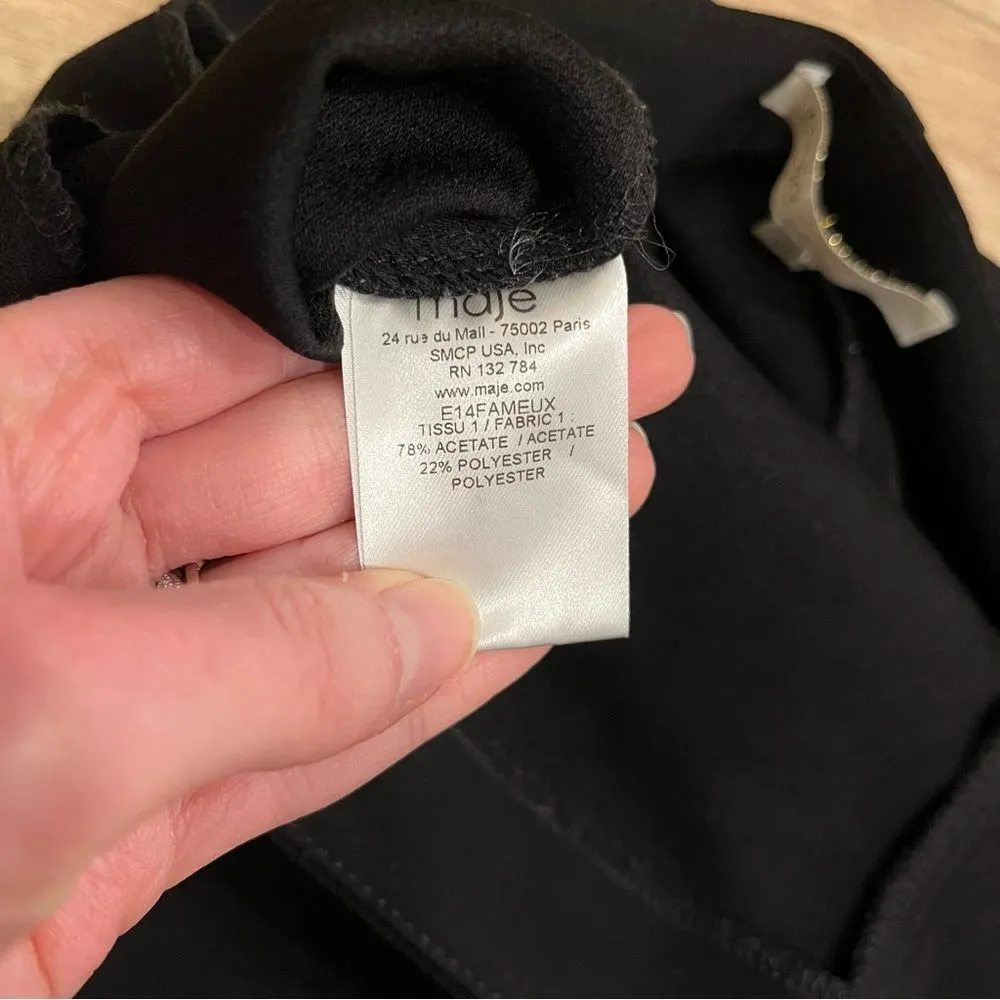 maje
24 rue du Mail - 75002 Paris
SMCP USA, Inc
RN 132 784
www.maje.com
E14FAMEUX
TISSU 1 / FABRIC 1 :
78% ACETATE / ACETATE
22% POLYESTER /
POLYESTER